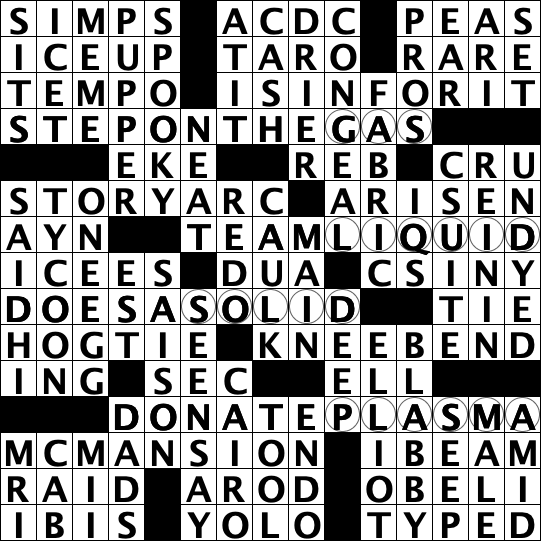 SIMPS ACDC PEAS
ICEUP TARO RARE
TEMPO ISINFORIT
STEPONTHEGAS
EKE REB CRU
STORYARC ARISEN
AYN TEAMLIQUID
ICEES DUA CSINY
DOESASOLID TIE
HOGTIE KNEEBEND
ING SEC ELL
DONATEPLASMA
MCMANSION IBEAM
RAID AROD OBELI
IBIS YOLO TYPED